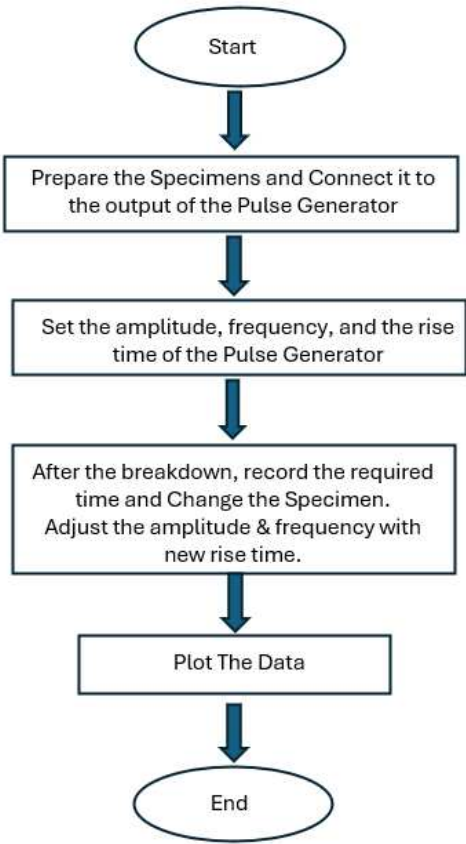 Start
Prepare the Specimens and Connect it to
the output of the Pulse Generator
Set the amplitude, frequency, and the rise
time of the Pulse Generator
After the breakdown, record the required
time and Change the Specimen.
Adjust the amplitude & frequency with
new rise time.
Plot The Data
End